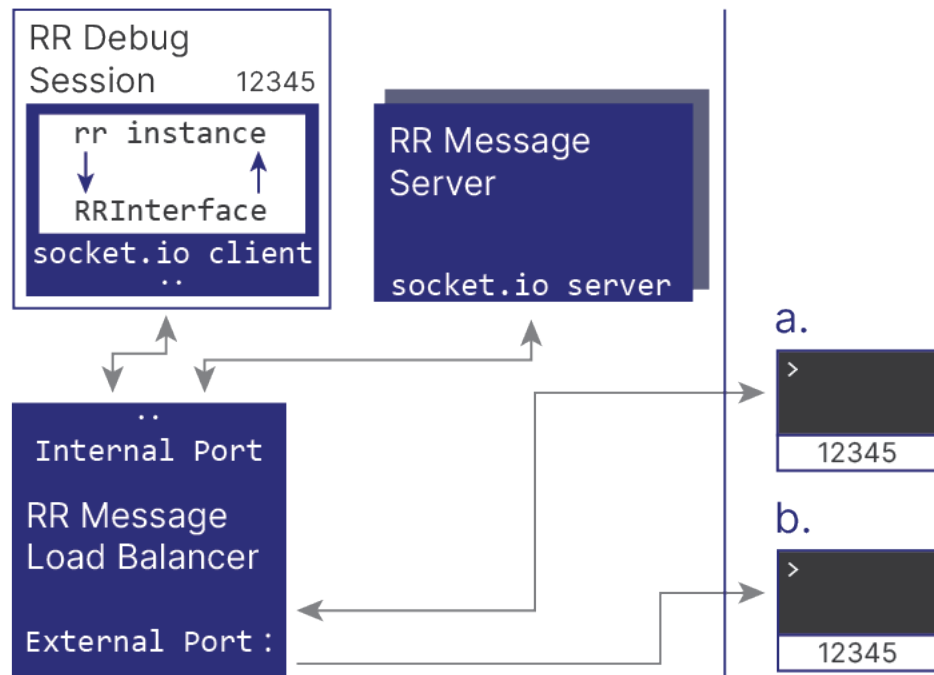 RR Debug
Session 12345
rr instance
RRInterface
socket.io client
..
RR Message
Server
socket.io server
..
Internal Port
RR Message
Load Balancer
External Port:
a.
>
12345
b.
>
12345